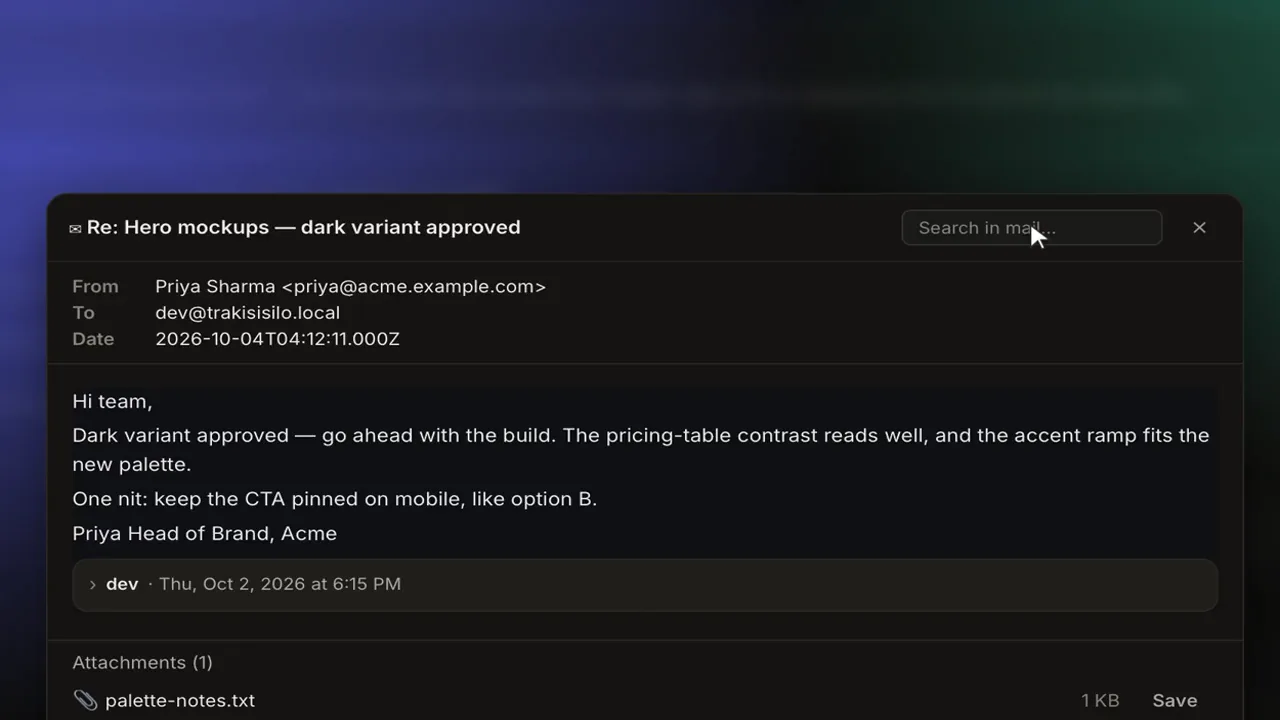 ✉ Re: Hero mockups — dark variant approved
Search in mail...
×
From Priya Sharma <priya@acme.example.com>
To dev@trakisisilo.local
Date 2026-10-04T04:12:11.000Z
Hi team,
Dark variant approved — go ahead with the build. The pricing-table contrast reads well, and the accent ramp fits the
new palette.
One nit: keep the CTA pinned on mobile, like option B.
Priya Head of Brand, Acme
› dev · Thu, Oct 2, 2026 at 6:15 PM
Attachments (1)
palette-notes.txt 1 KB Save